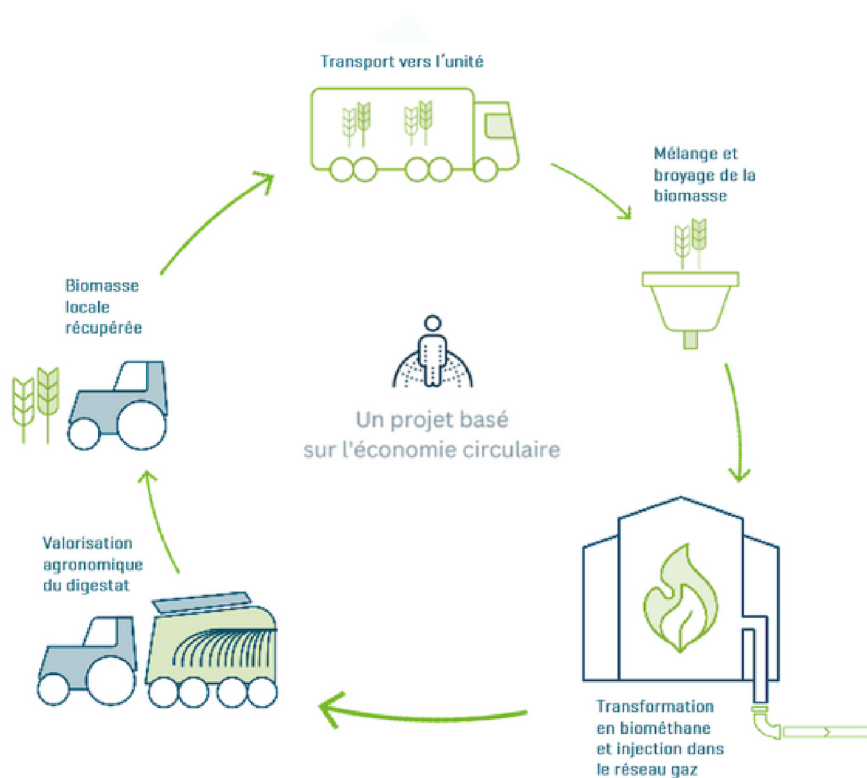 Transport vers l'unité
Mélange et
broyage de la
biomasse
Biomasse
locale
récupérée
Un projet basé
sur l'économie circulaire
Valorisation
agronomique
du digestat
Transformation
en biométhane
et injection dans
le réseau gaz